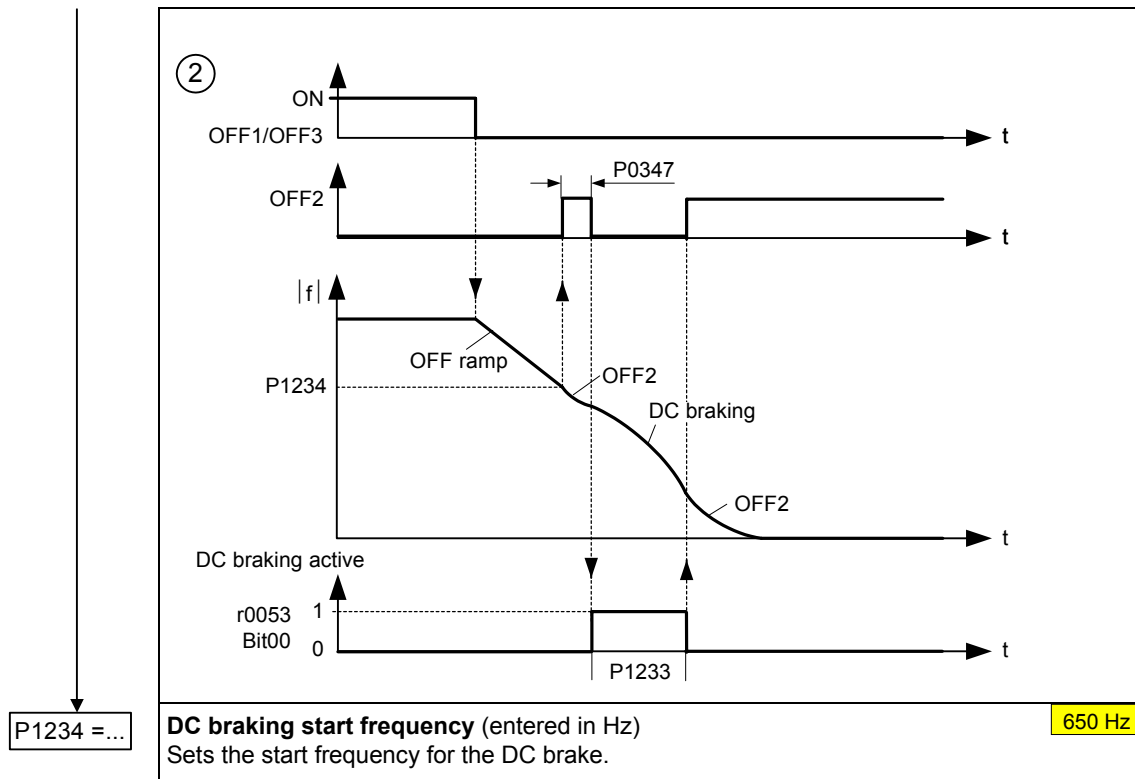 2
ON
OFF1/OFF3
t
P0347
OFF2
t
|f|
OFF ramp
P1234
OFF2
DC braking
OFF2
t
DC braking active
r0053 1
Bit00 0
t
P1233
P1234 =...
DC braking start frequency (entered in Hz)
650 Hz
Sets the start frequency for the DC brake.